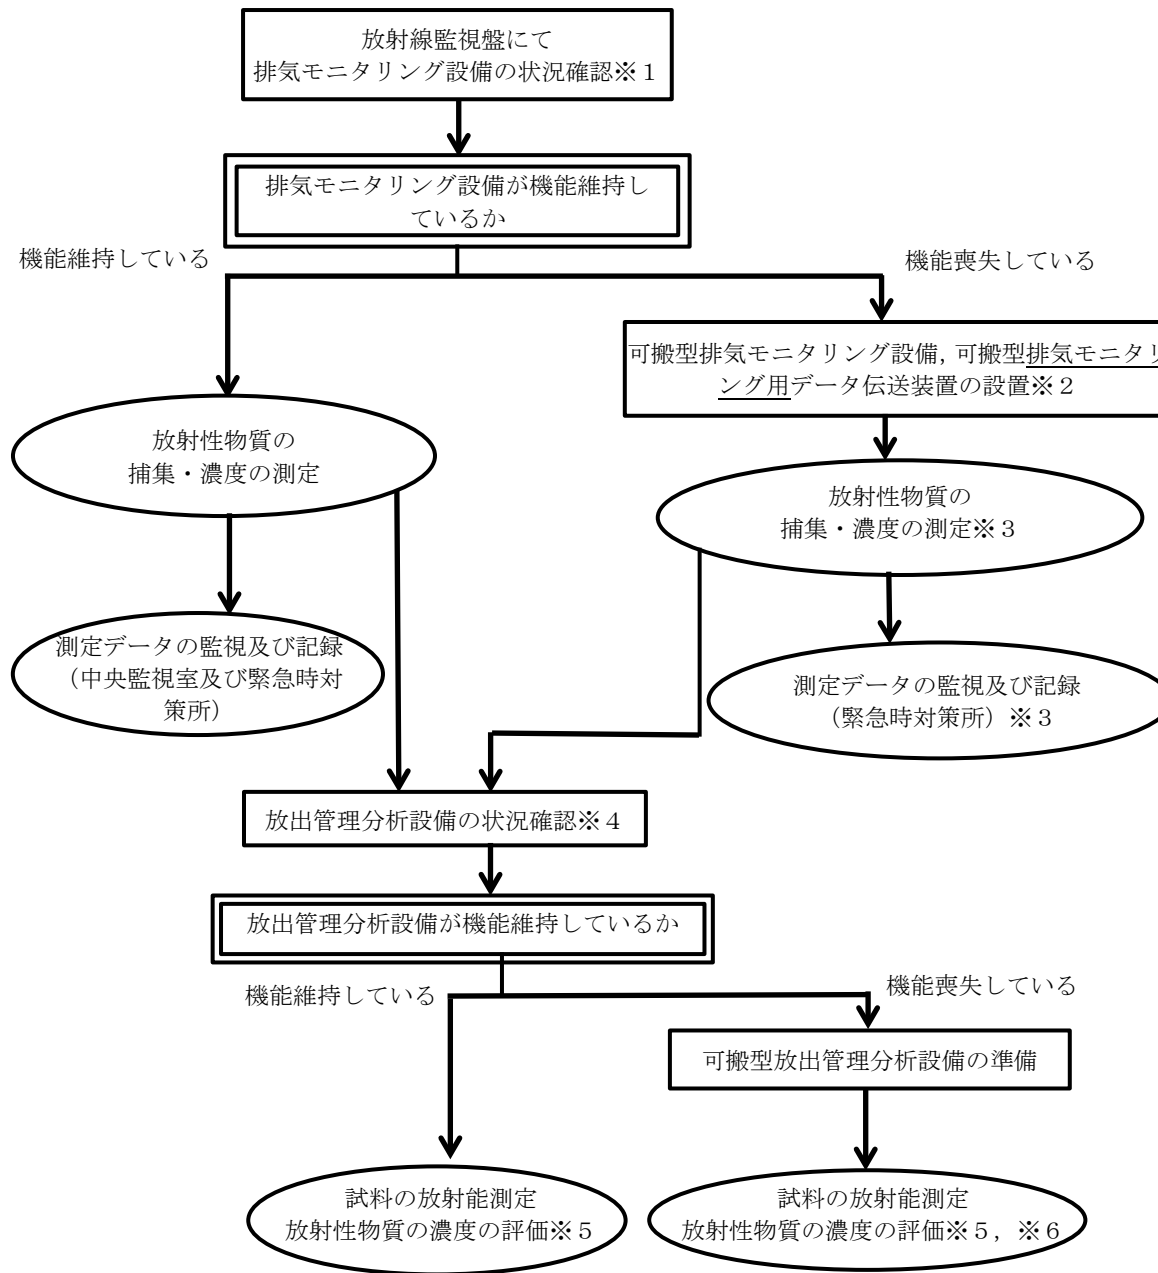 放射線監視盤にて
排気モニタリング設備の状況確認※１
排気モニタリング設備が機能維持し
ているか
機能維持している
機能喪失している
可搬型排気モニタリング設備,可搬型排気モニタリ
ング用データ伝送装置の設置※２
放射性物質の
捕集・濃度の測定
放射性物質の
捕集・濃度の測定※３
測定データの監視及び記録
（中央監視室及び緊急時対
策所）
測定データの監視及び記録
（緊急時対策所）※３
放出管理分析設備の状況確認※４
放出管理分析設備が機能維持しているか
機能維持している
機能喪失している
可搬型放出管理分析設備の準備
試料の放射能測定
放射性物質の濃度の評価※５
試料の放射能測定
放射性物質の濃度の評価※５，※６